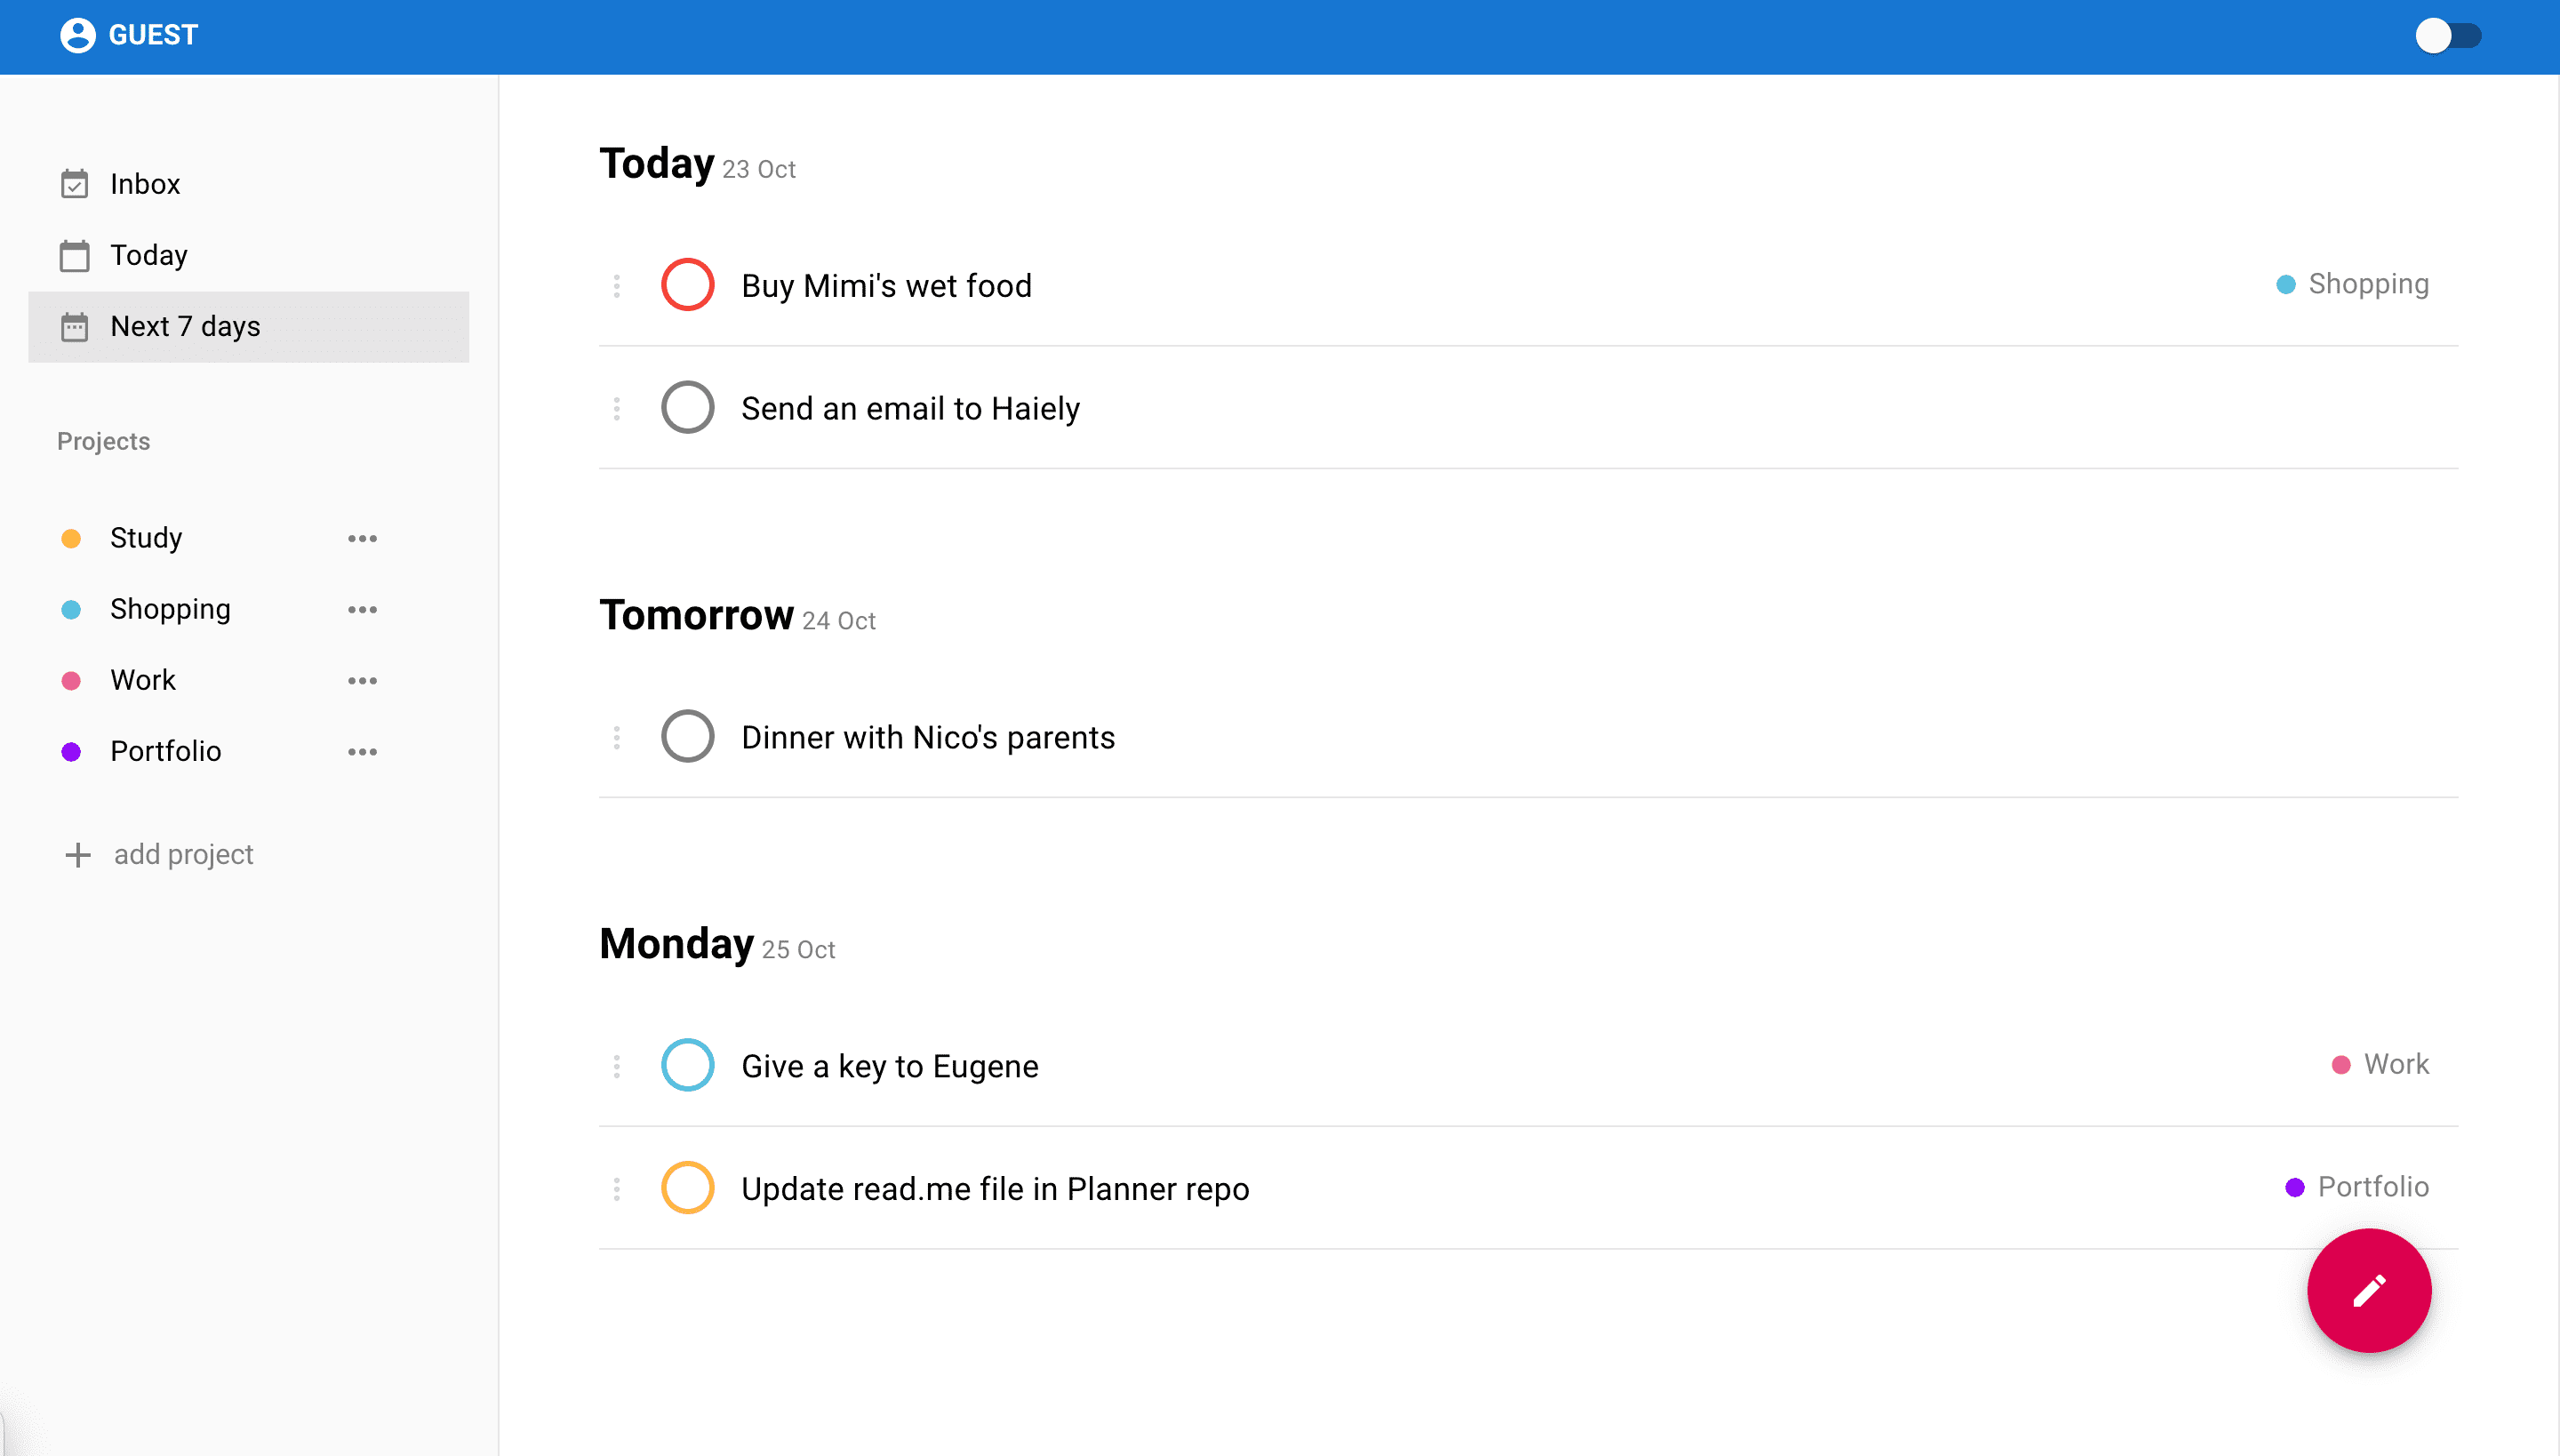 GUEST
Inbox
Today
Next 7 days
Projects
Study
Shopping
Work
Portfolio
add project
Today 23 Oct
Buy Mimi's wet food
Shopping
Send an email to Haiely
Tomorrow 24 Oct
Dinner with Nico's parents
Monday 25 Oct
Give a key to Eugene
Work
Update read.me file in Planner repo
Portfolio